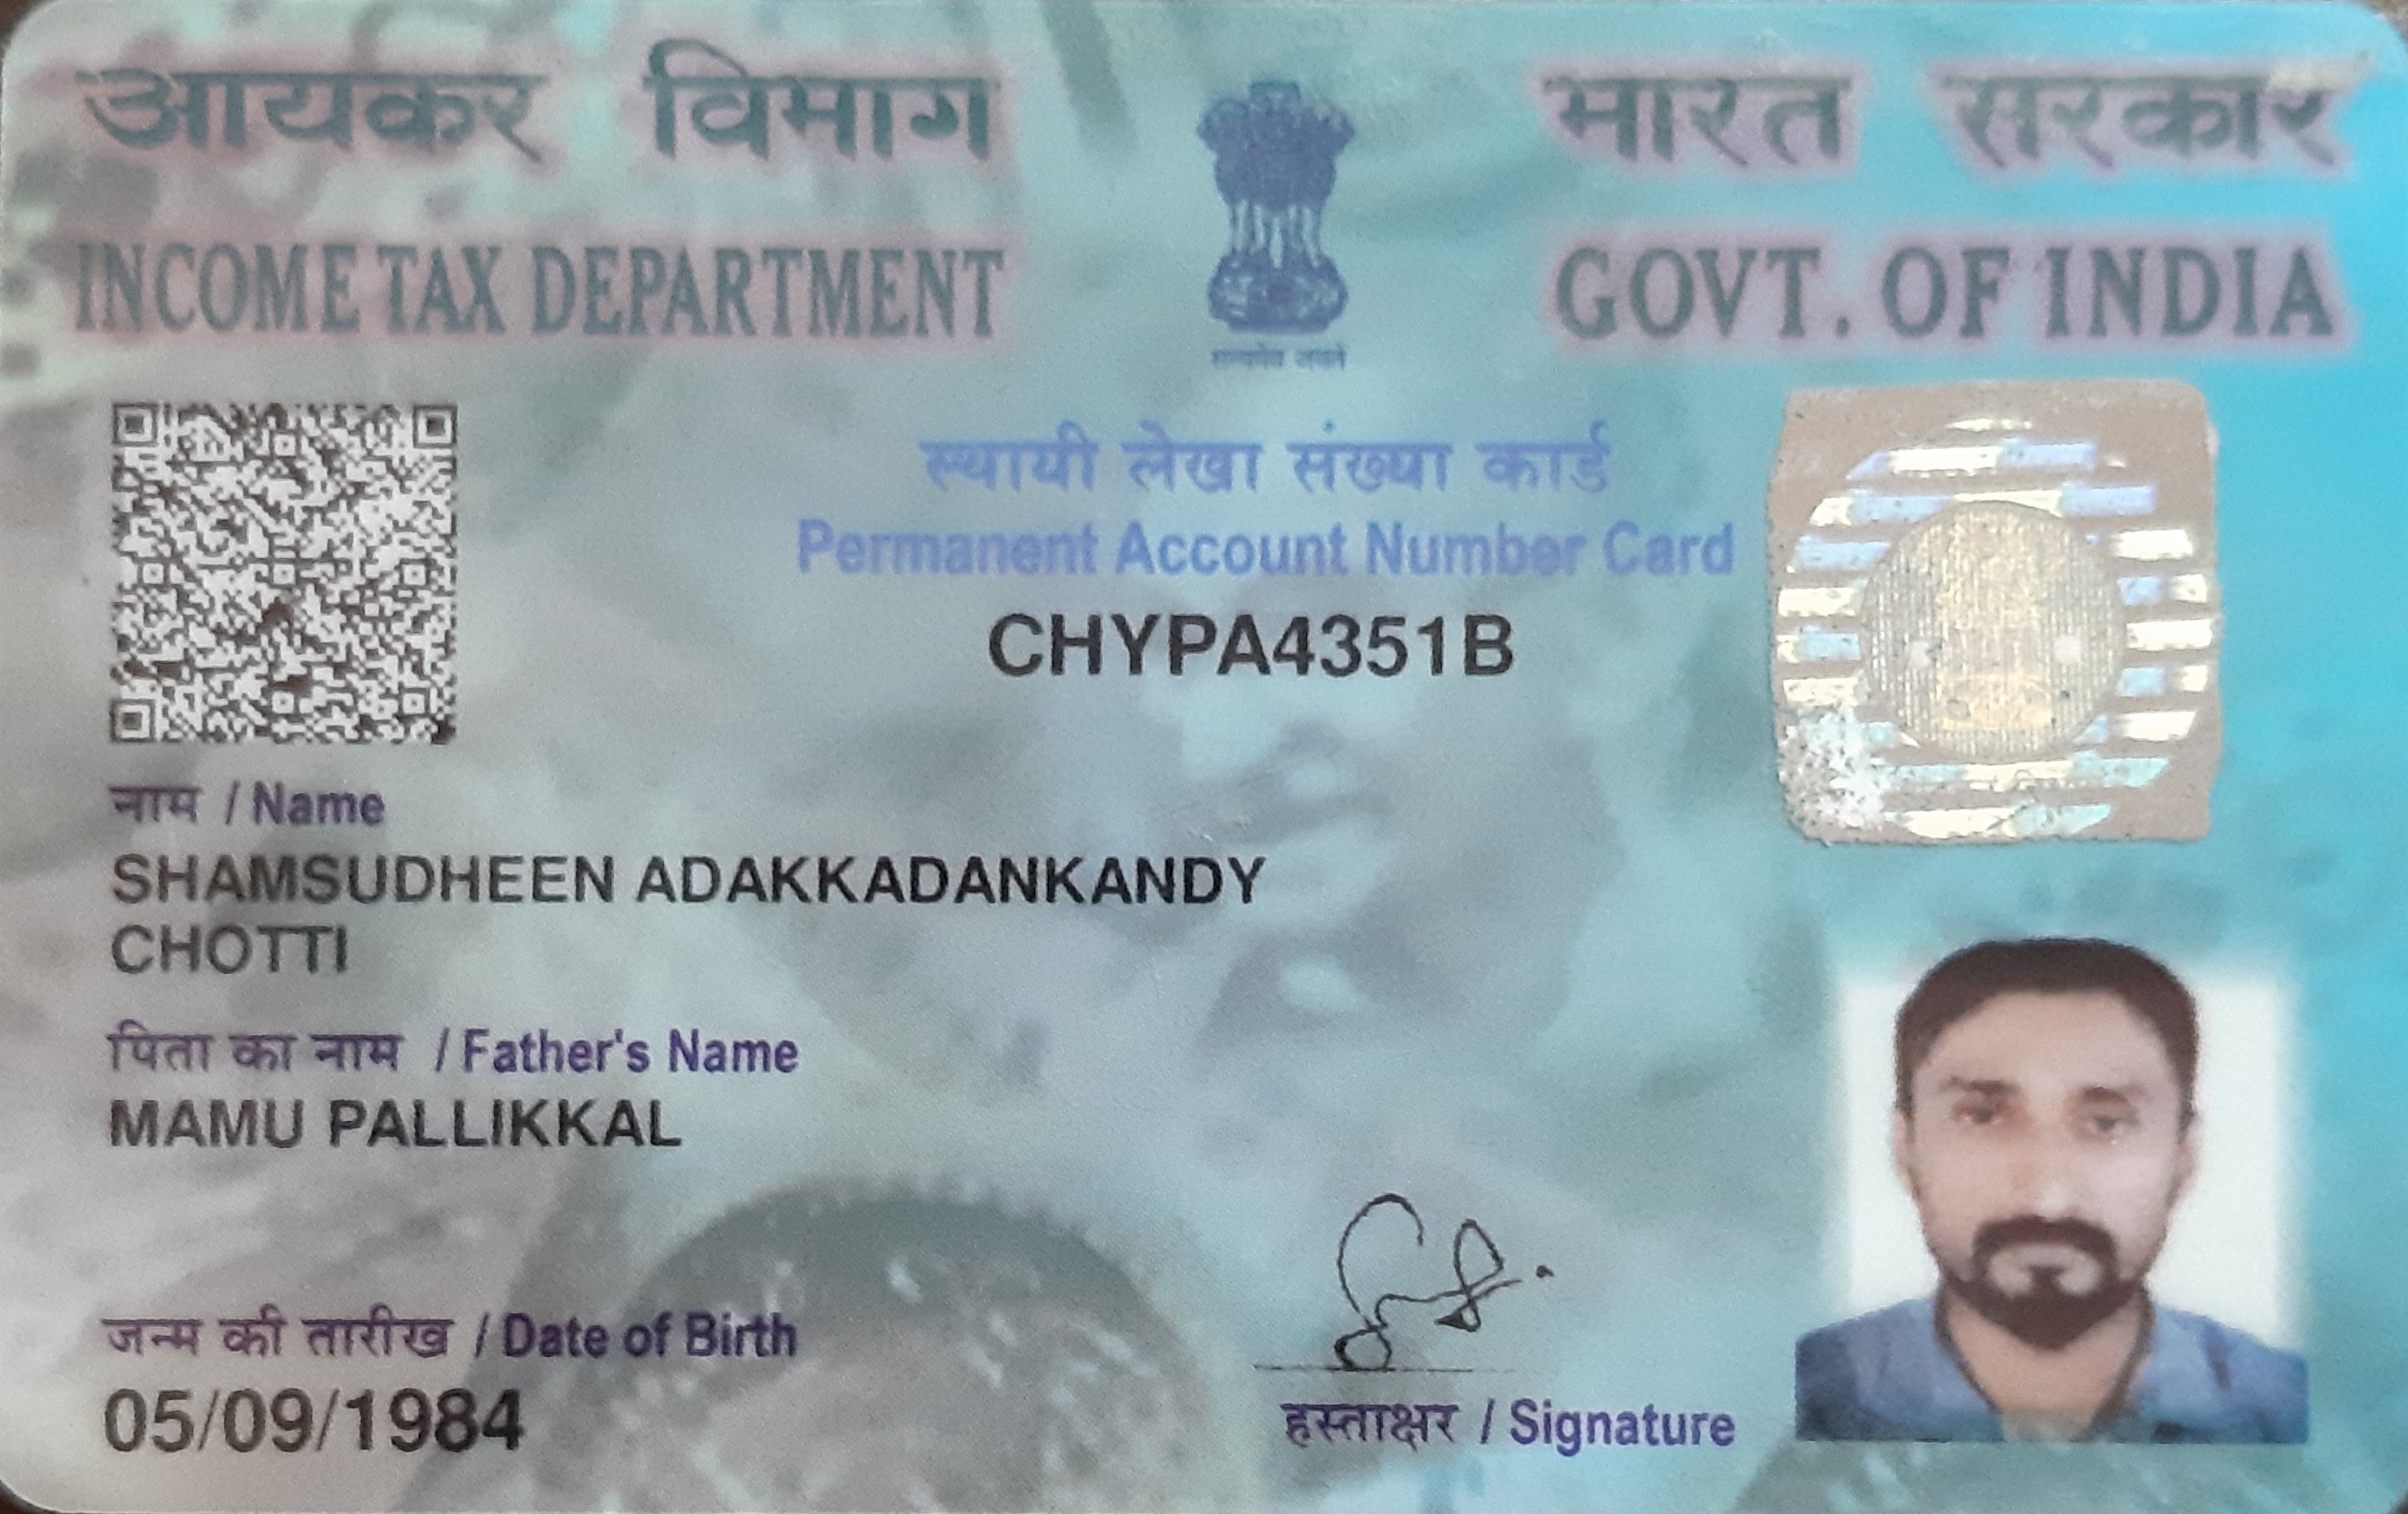 आयकर विभाग
भारत सरकार
INCOME TAX DEPARTMENT
GOVT. OF INDIA
सत्यमेव जयते
स्थायी लेखा संख्या कार्ड
Permanent Account Number Card
CHYPA4351B
नाम / Name
SHAMSUDHEEN ADAKKADANKANDY
CHOTTI
पिता का नाम / Father's Name
MAMU PALLIKKAL
जन्म की तारीख / Date of Birth
05/09/1984
हस्ताक्षर / Signature